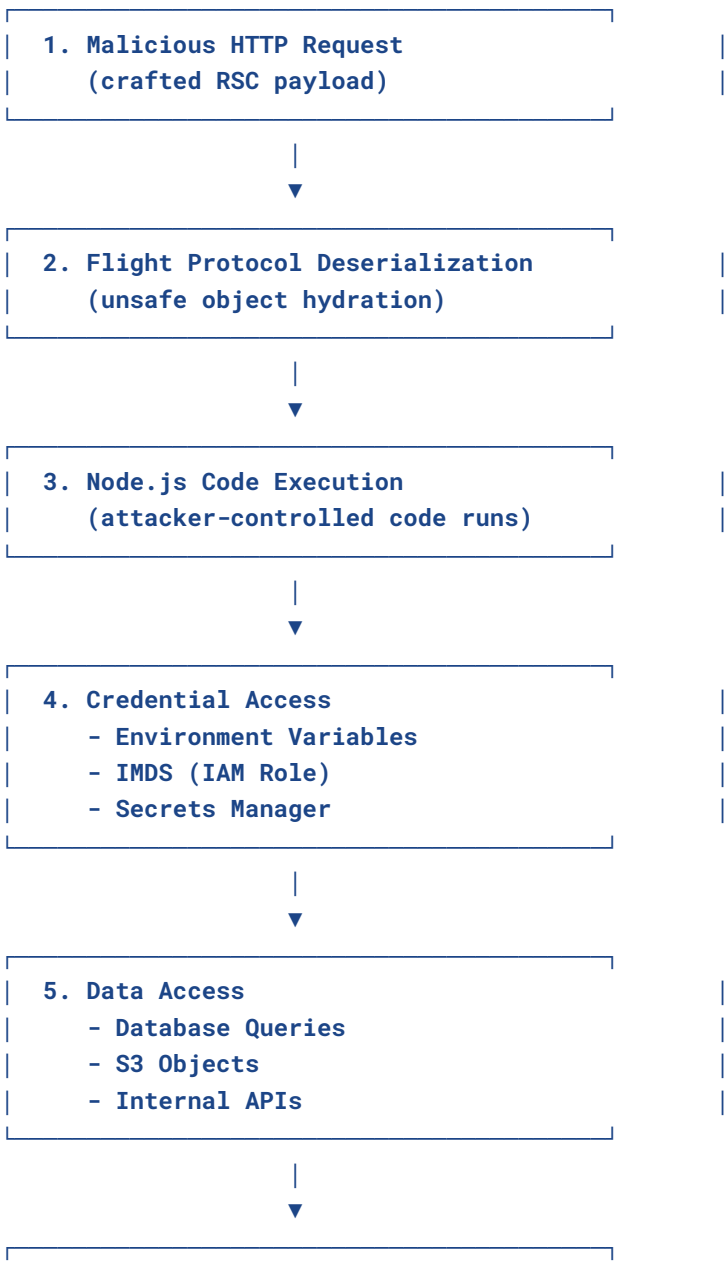 1. Malicious HTTP Request
(crafted RSC payload)
2. Flight Protocol Deserialization
(unsafe object hydration)
3. Node.js Code Execution
(attacker-controlled code runs)
4. Credential Access
- Environment Variables
- IMDS (IAM Role)
- Secrets Manager
5. Data Access
- Database Queries
- S3 Objects
- Internal APIs